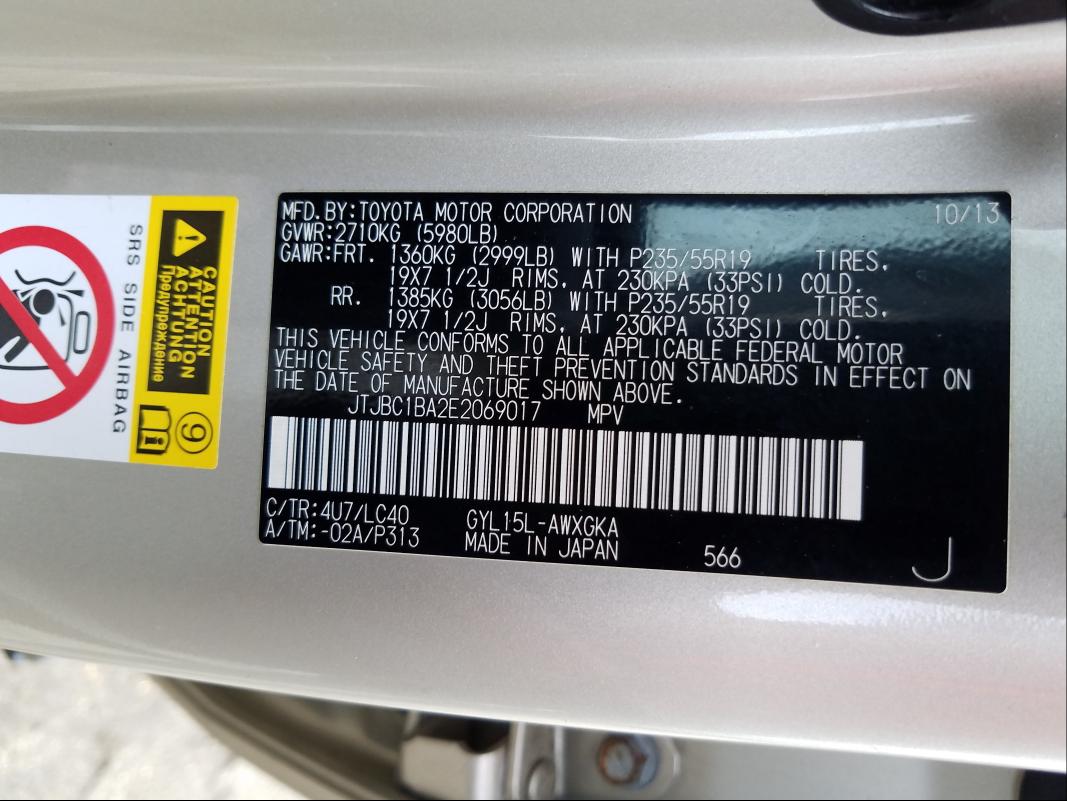 MFD.BY:TOYOTA MOTOR CORPORATION 10/13
GVWR:2710KG (5980LB)
GAWR:FRT. 1360KG (2999LB) WITH P235/55R19 TIRES,
19X7 1/2J RIMS, AT 230KPA (33PSI) COLD.
RR. 1385KG (3056LB) WITH P235/55R19 TIRES,
19X7 1/2J RIMS, AT 230KPA (33PSI) COLD.
THIS VEHICLE CONFORMS TO ALL APPLICABLE FEDERAL MOTOR
VEHICLE SAFETY AND THEFT PREVENTION STANDARDS IN EFFECT ON
THE DATE OF MANUFACTURE SHOWN ABOVE.
JTJBC1BA2E2069017 MPV
C/TR:4U7/LC40 GYL15L-AWXGKA
A/TM:-02A/P313 MADE IN JAPAN 566
J
CAUTION
ATTENTION
ACHTUNG
Предупреждение
9
i
SRS SIDE AIRBAG